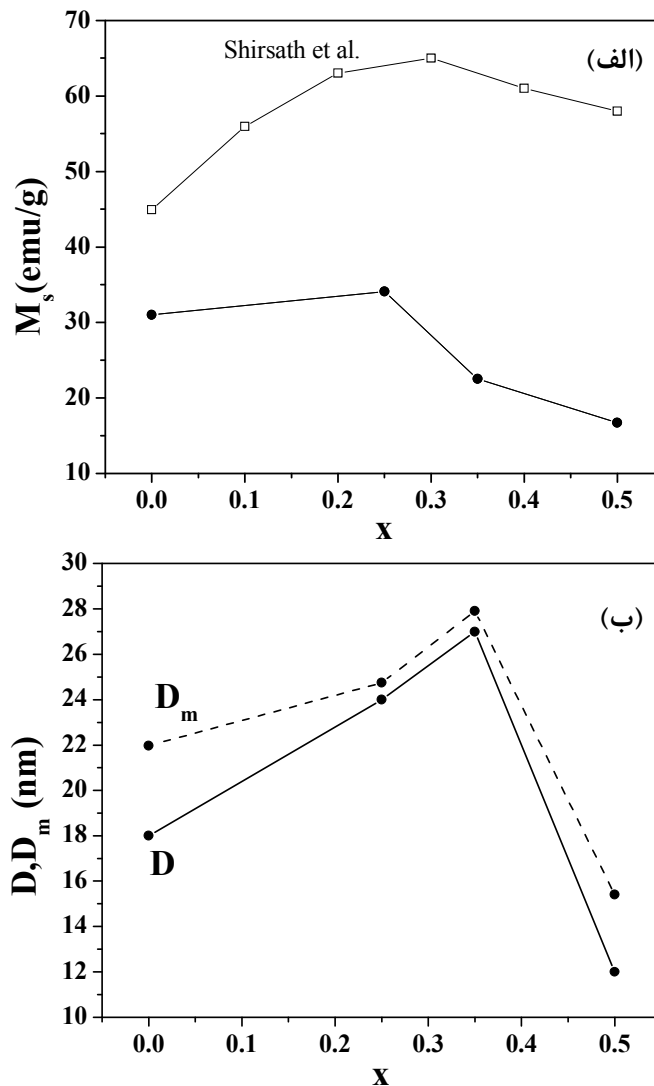 Shirsath et al.
(الف)
70
60
50
40
30
20
10
M_s (emu/g)
0.0 0.1 0.2 0.3 0.4 0.5
x
(ب)
30
28
26
24
22
20
18
16
14
12
10
D_m
D
D,D_m (nm)
0.0 0.1 0.2 0.3 0.4 0.5
x